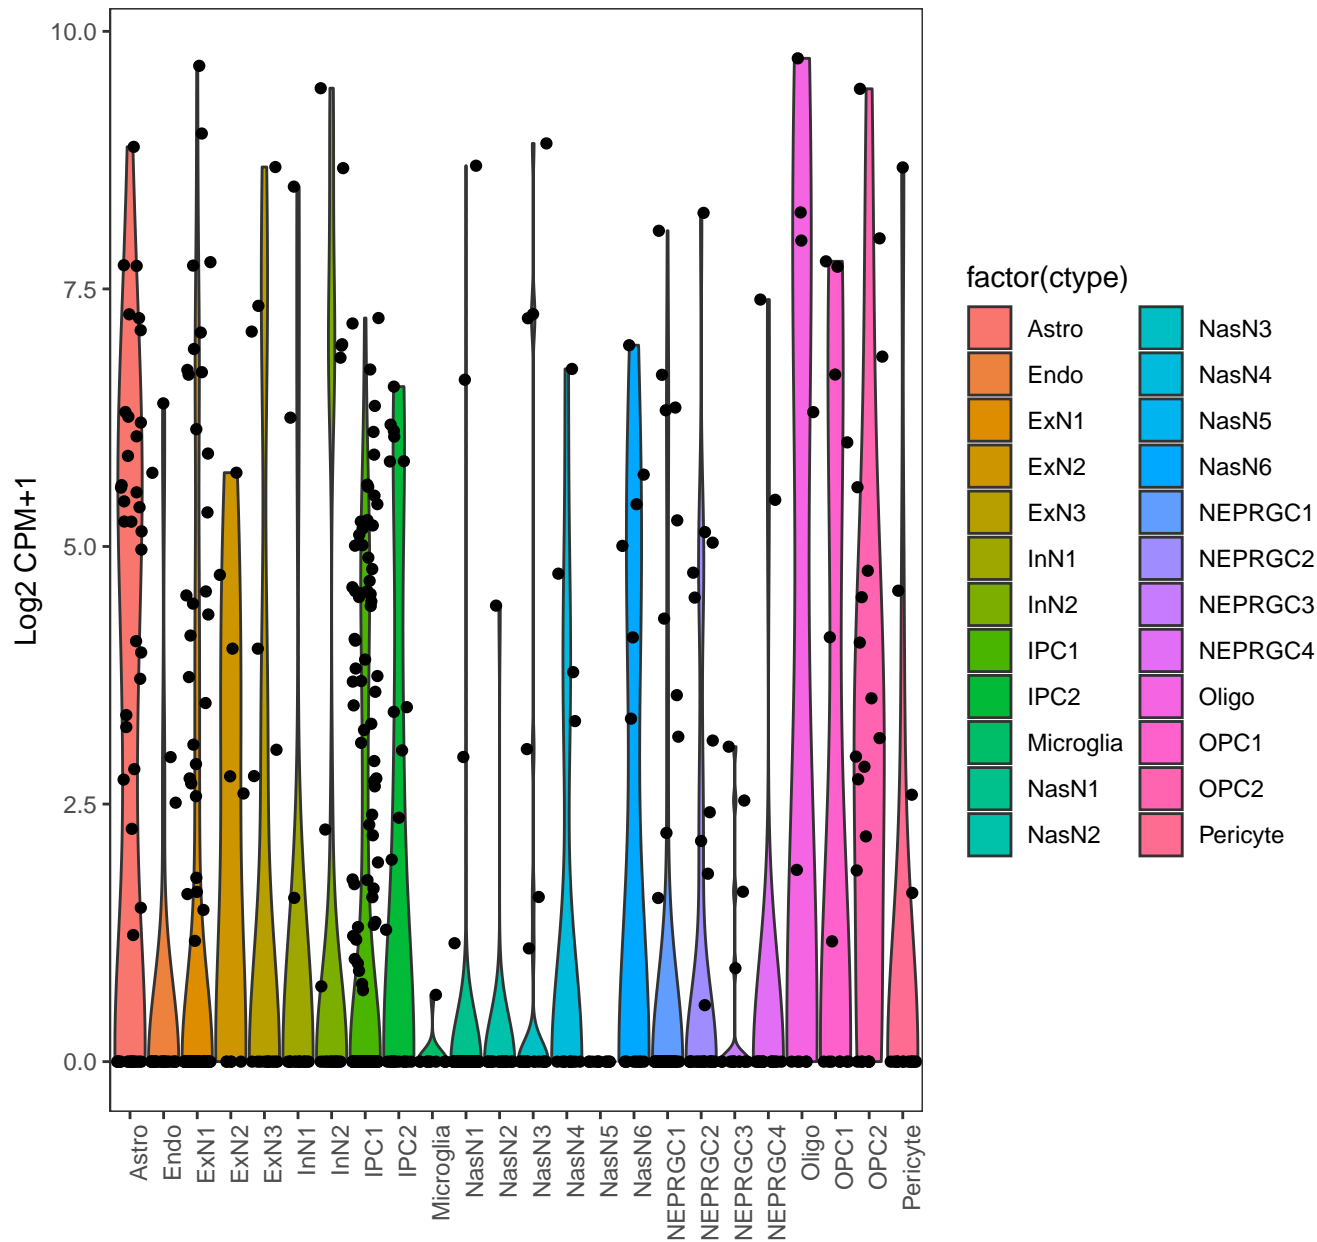 10.0
7.5
5.0
2.5
0.0
Log2 CPM+1
Astro
Endo
ExN1
ExN2
ExN3
InN1
InN2
IPC1
IPC2
Microglia
NasN1
NasN2
NasN3
NasN4
NasN5
NasN6
NEPRGC1
NEPRGC2
NEPRGC3
NEPRGC4
Oligo
OPC1
OPC2
Pericyte
factor(ctype)
Astro
Endo
ExN1
ExN2
ExN3
InN1
InN2
IPC1
IPC2
Microglia
NasN1
NasN2
NasN3
NasN4
NasN5
NasN6
NEPRGC1
NEPRGC2
NEPRGC3
NEPRGC4
Oligo
OPC1
OPC2
Pericyte